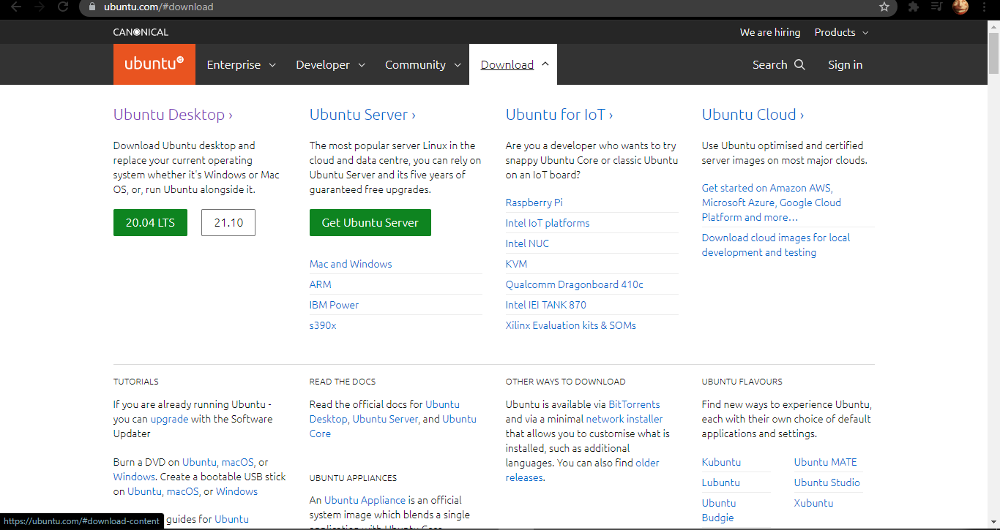 ubuntu.com/#download
CANONICAL
We are hiring
Products
ubuntu
Enterprise
Developer
Community
Download
Search
Sign in
Ubuntu Desktop ›
Download Ubuntu desktop and
replace your current operating
system whether it's Windows or Mac
OS, or, run Ubuntu alongside it.
20.04 LTS
21.10
Ubuntu Server ›
The most popular server Linux in the
cloud and data centre, you can rely on
Ubuntu Server and its five years of
guaranteed free upgrades.
Get Ubuntu Server
Mac and Windows
ARM
IBM Power
s390x
Ubuntu for IoT ›
Are you a developer who wants to try
snappy Ubuntu Core or classic Ubuntu
on an IoT board?
Raspberry Pi
Intel IoT platforms
Intel NUC
KVM
Qualcomm Dragonboard 410c
Intel IEI TANK 870
Xilinx Evaluation kits & SOMs
Ubuntu Cloud ›
Use Ubuntu optimised and certified
server images on most major clouds.
Get started on Amazon AWS,
Microsoft Azure, Google Cloud
Platform and more…
Download cloud images for local
development and testing
TUTORIALS
If you are already running Ubuntu -
you can upgrade with the Software
Updater
Burn a DVD on Ubuntu, macOS, or
Windows. Create a bootable USB stick
on Ubuntu, macOS, or Windows
guides for Ubuntu
READ THE DOCS
Read the official docs for Ubuntu
Desktop, Ubuntu Server, and Ubuntu
Core
UBUNTU APPLIANCES
An Ubuntu Appliance is an official
system image which blends a single
application with Ubuntu Core
OTHER WAYS TO DOWNLOAD
Ubuntu is available via BitTorrents
and via a minimal network installer
that allows you to customise what is
installed, such as additional
languages. You can also find older
releases.
UBUNTU FLAVOURS
Find new ways to experience Ubuntu,
each with their own choice of default
applications and settings.
Kubuntu
Lubuntu
Ubuntu
Budgie
Ubuntu MATE
Ubuntu Studio
Xubuntu
https://ubuntu.com/#download-content